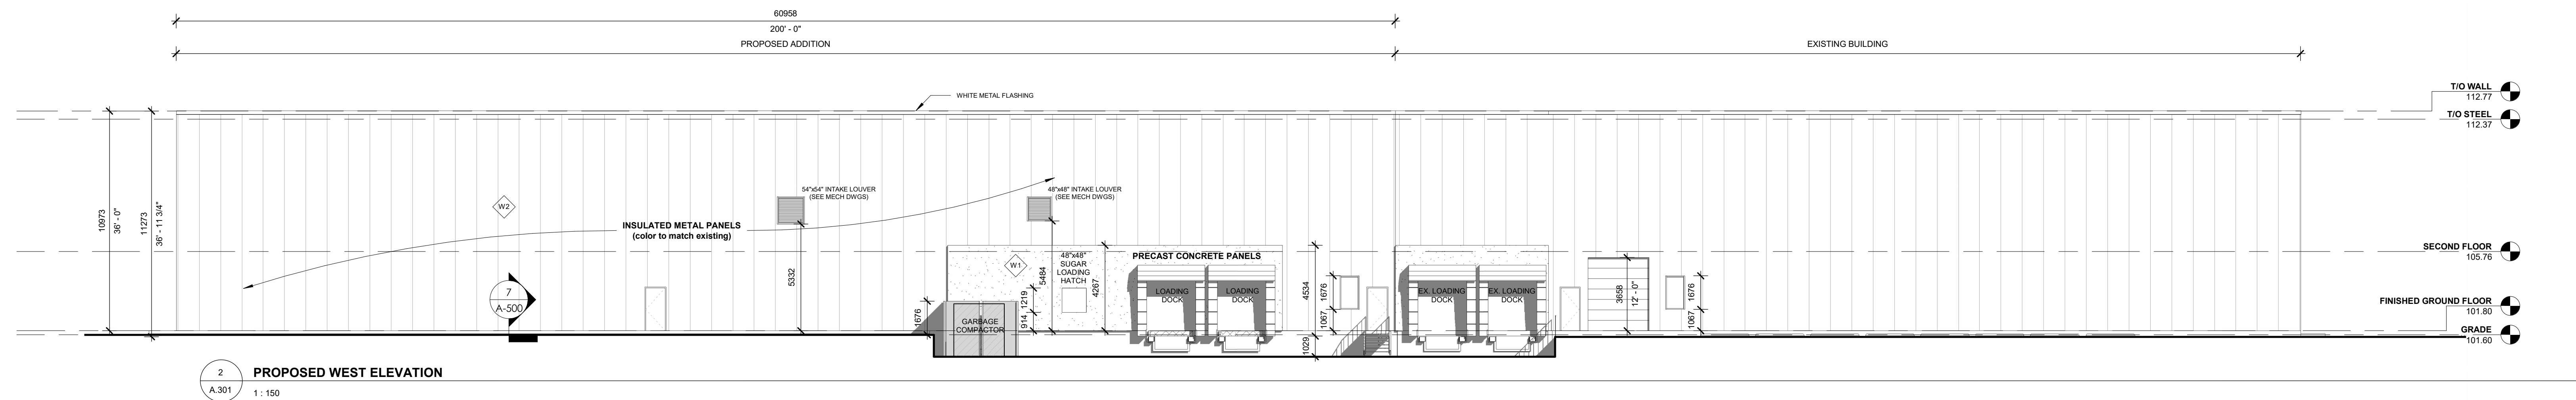 60958
200' - 0"
PROPOSED ADDITION
EXISTING BUILDING
WHITE METAL FLASHING
T/O WALL
112.77
T/O STEEL
112.37
54"x54" INTAKE LOUVER
(SEE MECH DWGS)
48"x48" INTAKE LOUVER
(SEE MECH DWGS)
W2
10973
36' - 0"
11273
36' - 11 3/4"
INSULATED METAL PANELS
(color to match existing)
SECOND FLOOR
105.76
5332
W1
5484
48"x48"
SUGAR
LOADING
HATCH
4267
PRECAST CONCRETE PANELS
7
A-500
1676
GARBAGE
COMPACTOR
1219
914
LOADING
DOCK
LOADING
DOCK
4534
1029
1676
1067
EX. LOADING
DOCK
EX. LOADING
DOCK
3658
12' - 0"
1676
1067
FINISHED GROUND FLOOR
101.80
GRADE
101.60
2
A.301
PROPOSED WEST ELEVATION
1 : 150